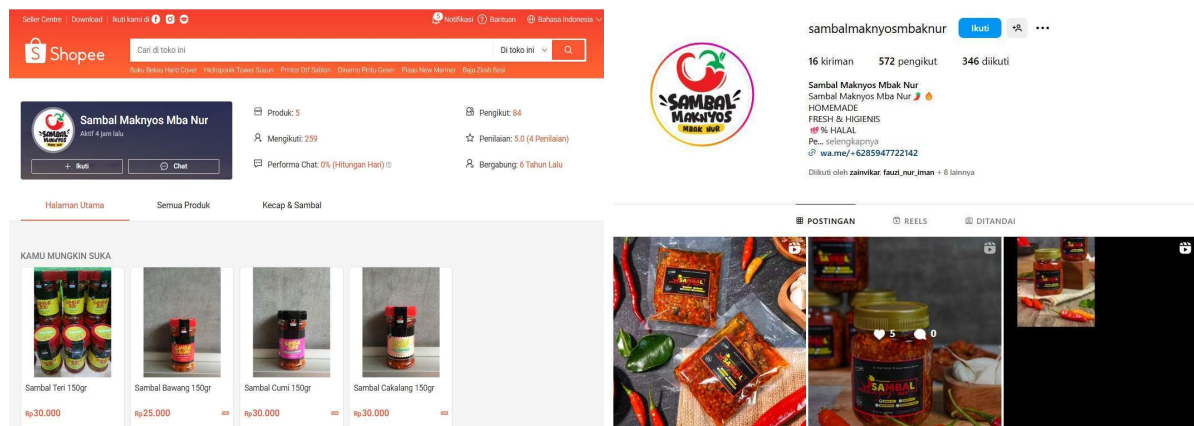 Seller Centre | Download | Ikuti kami di
5
Notifikasi
Bantuan
Bahasa Indonesia
Shopee
Cari di toko ini
Di toko ini
Buku Bekas Hard Cover Hidroponik Tower Susun Printer Dtf Sablon Dinamo Pintu Geser Pisau New Mariner Baju Zirah Besi
SAMBAL
MAKNYOS
Sambal Maknyos Mba Nur
Aktif 4 jam lalu
+ Ikuti
Chat
Produk: 5
Mengikuti: 259
Performa Chat: 0% (Hitungan Hari)
Pengikut: 84
Penilaian: 5.0 (4 Penilaian)
Bergabung: 6 Tahun Lalu
Halaman Utama
Semua Produk
Kecap & Sambal
KAMU MUNGKIN SUKA
Sambal Teri 150gr
Rp30.000
Sambal Bawang 150gr
Rp25.000
Sambal Cumi 150gr
Rp30.000
Sambal Cakalang 150gr
Rp30.000
SAMBAL
MAKNYOS
MBAK NUR
sambalmaknyosmbaknur
Ikuti
16 kiriman
572 pengikut
346 diikuti
Sambal Maknyos Mbak Nur
Sambal Maknyos Mba Nur 🌶️🔥
HOMEMADE
FRESH & HIGIENIS
💯% HALAL
Pe... selengkapnya
wa.me/+6285947722142
Diikuti oleh zainvikar, fauzi_nur_iman + 8 lainnya
POSTINGAN
REELS
DITANDAI
SAMBAL
SAMBAL
5
0
SAMBAL